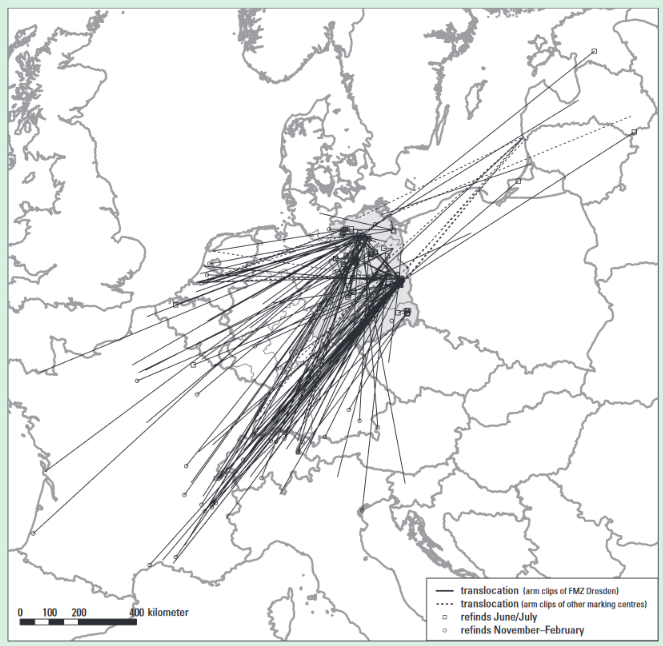 0 100 200 400 kilometer
translocation (arm clips of FMZ Dresden)
translocation (arm clips of other marking centres)
refinds June/July
refinds November–February